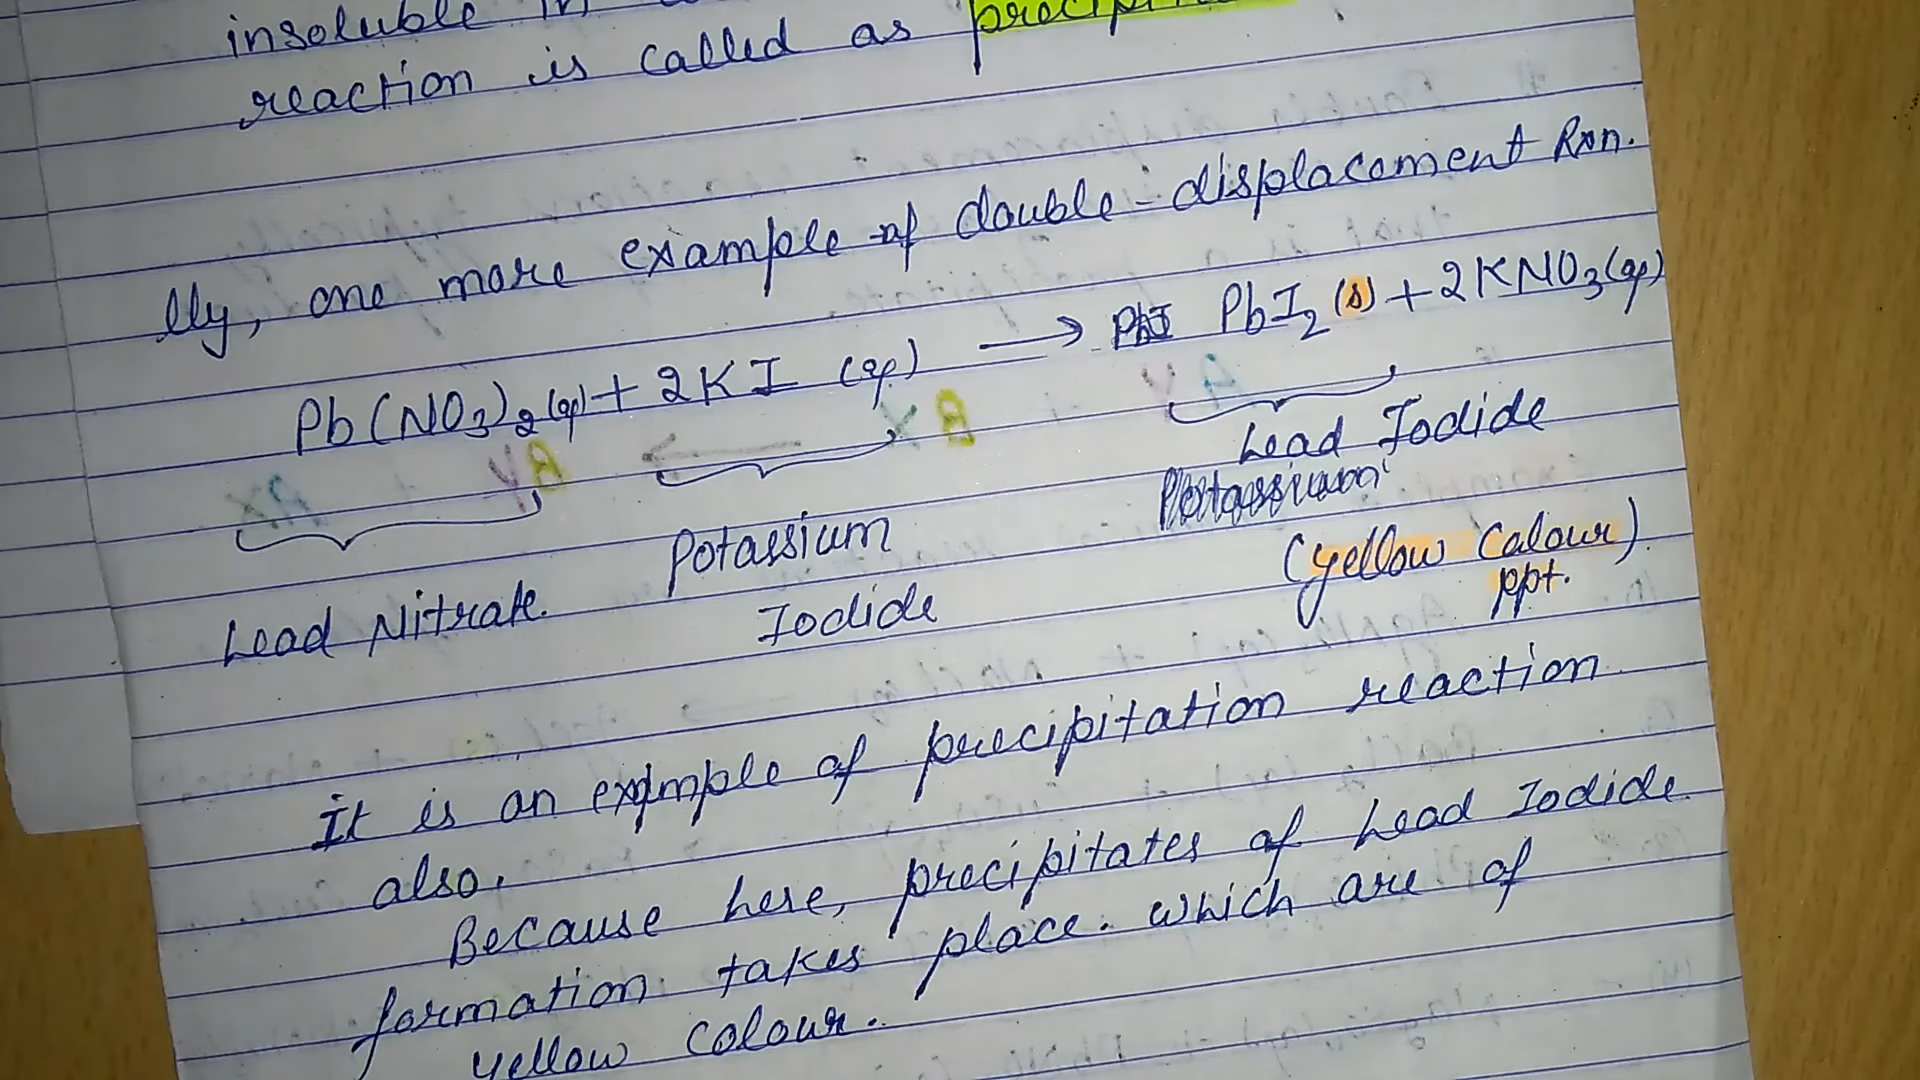 insoluble in
reaction is called as
lly, one more example of double-displacement Rxn.
Pb(NO3)2(aq) + 2KI (aq) → PbI2 (s) + 2KNO3(aq)
Lead Nitrate.
Potassium
Iodide
Lead Iodide
(yellow Colour)
ppt.
It is an example of precipitation reaction
also.
Because here, precipitates of Lead Iodide
formation takes place. which are of
yellow colour.